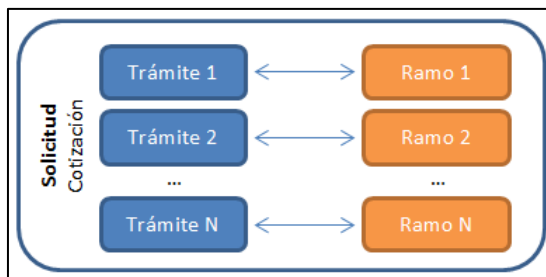 Solicitud
Cotización
Trámite 1
Ramo 1
Trámite 2
Ramo 2
...
...
Trámite N
Ramo N